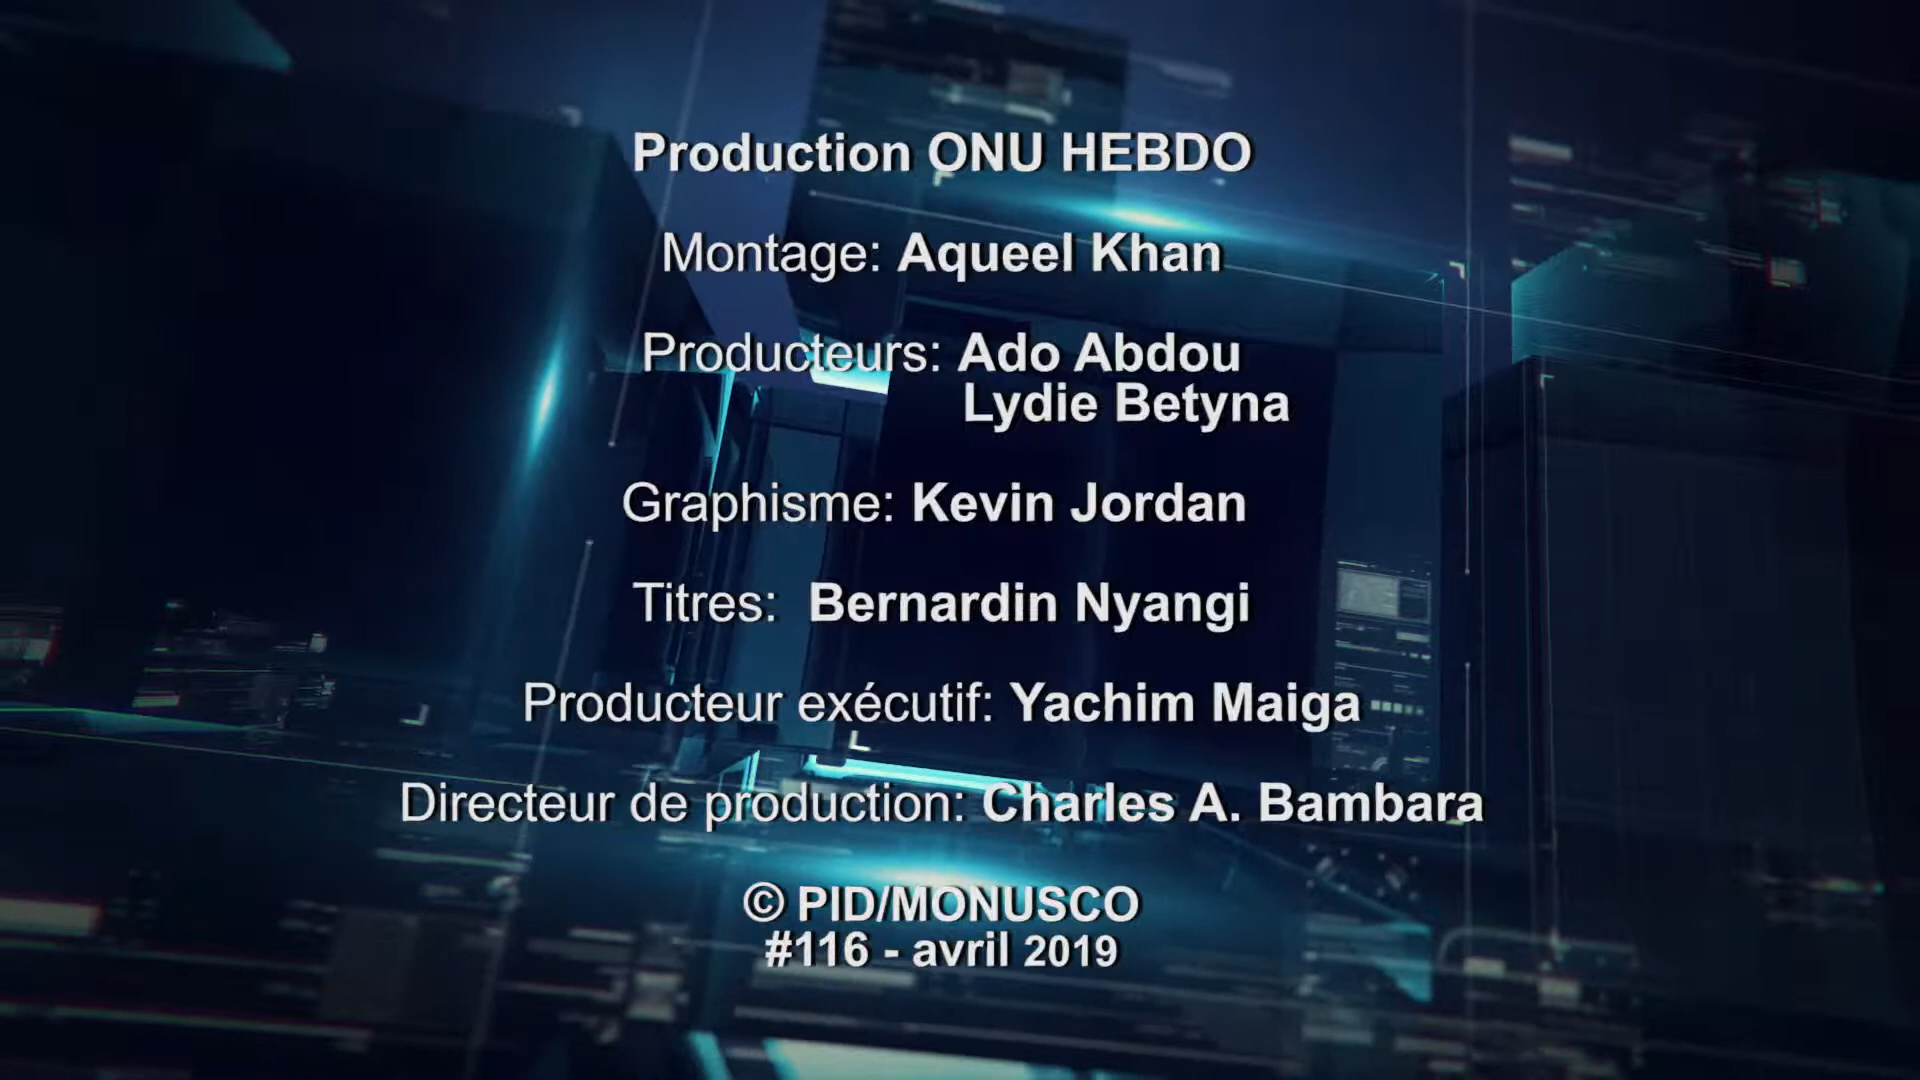 Production ONU HEBDO
Montage: Aqueel Khan
Producteurs: Ado Abdou
Lydie Betyna
Graphisme: Kevin Jordan
Titres: Bernardin Nyangi
Producteur exécutif: Yachim Maiga
Directeur de production: Charles A. Bambara
© PID/MONUSCO
#116 - avril 2019